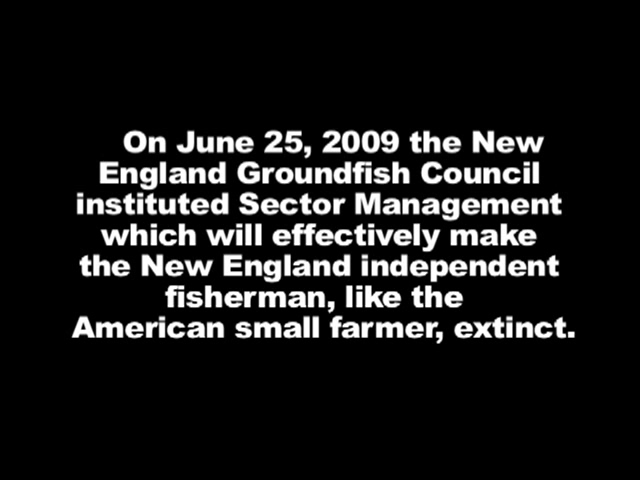 On June 25, 2009 the New
England Groundfish Council
instituted Sector Management
which will effectively make
the New England independent
fisherman, like the
American small farmer, extinct.